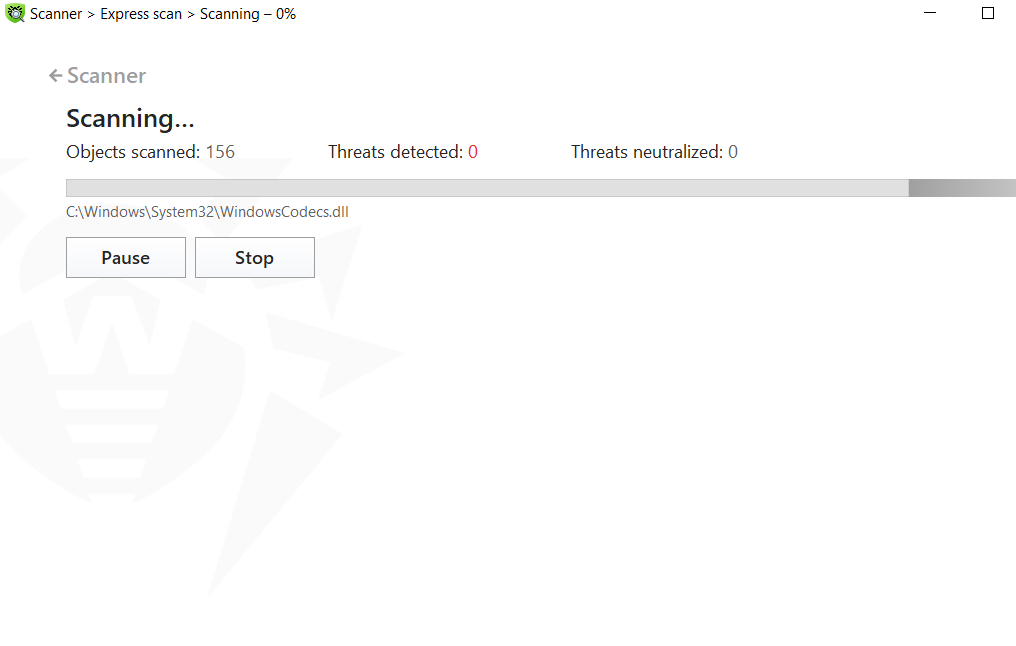 Scanner > Express scan > Scanning – 0%
Scanner
Scanning...
Objects scanned: 156 Threats detected: 0 Threats neutralized: 0
C:\Windows\System32\WindowsCodecs.dll
Pause Stop